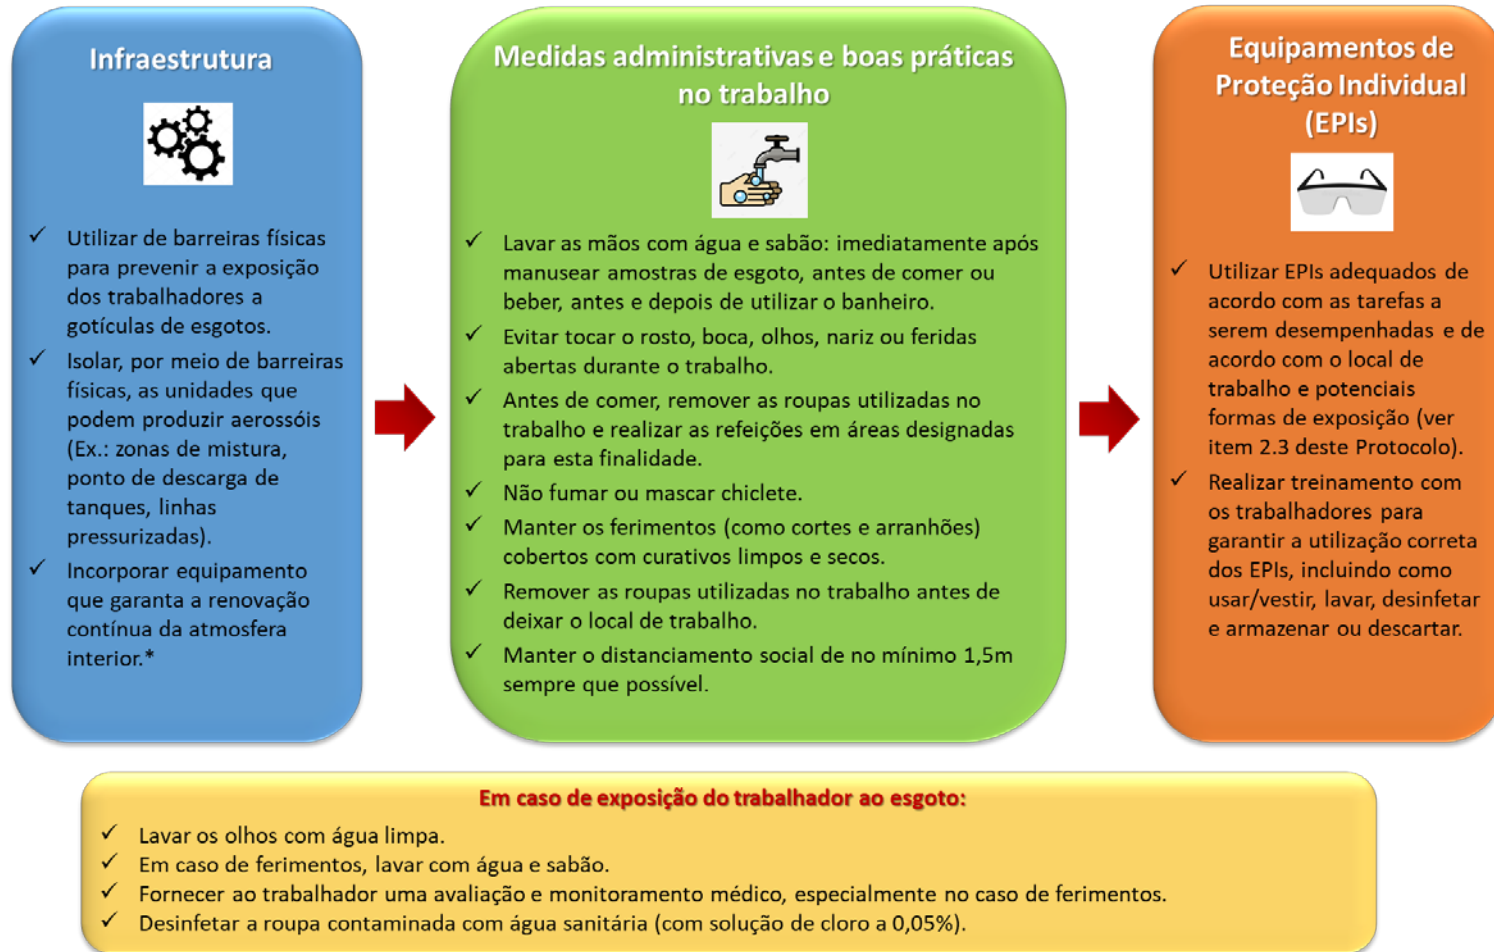 Infraestrutura
✓ Utilizar de barreiras físicas
para prevenir a exposição
dos trabalhadores a
gotículas de esgotos.
✓ Isolar, por meio de barreiras
físicas, as unidades que
podem produzir aerossóis
(Ex.: zonas de mistura,
ponto de descarga de
tanques, linhas
pressurizadas).
✓ Incorporar equipamento
que garanta a renovação
contínua da atmosfera
interior.*
Medidas administrativas e boas práticas
no trabalho
✓ Lavar as mãos com água e sabão: imediatamente após
manusear amostras de esgoto, antes de comer ou
beber, antes e depois de utilizar o banheiro.
✓ Evitar tocar o rosto, boca, olhos, nariz ou feridas
abertas durante o trabalho.
✓ Antes de comer, remover as roupas utilizadas no
trabalho e realizar as refeições em áreas designadas
para esta finalidade.
✓ Não fumar ou mascar chiclete.
✓ Manter os ferimentos (como cortes e arranhões)
cobertos com curativos limpos e secos.
✓ Remover as roupas utilizadas no trabalho antes de
deixar o local de trabalho.
✓ Manter o distanciamento social de no mínimo 1,5m
sempre que possível.
Equipamentos de
Proteção Individual
(EPIs)
✓ Utilizar EPIs adequados de
acordo com as tarefas a
serem desempenhadas e de
acordo com o local de
trabalho e potenciais
formas de exposição (ver
item 2.3 deste Protocolo).
✓ Realizar treinamento com
os trabalhadores para
garantir a utilização correta
dos EPIs, incluindo como
usar/vestir, lavar, desinfetar
e armazenar ou descartar.
Em caso de exposição do trabalhador ao esgoto:
✓ Lavar os olhos com água limpa.
✓ Em caso de ferimentos, lavar com água e sabão.
✓ Fornecer ao trabalhador uma avaliação e monitoramento médico, especialmente no caso de ferimentos.
✓ Desinfetar a roupa contaminada com água sanitária (com solução de cloro a 0,05%).